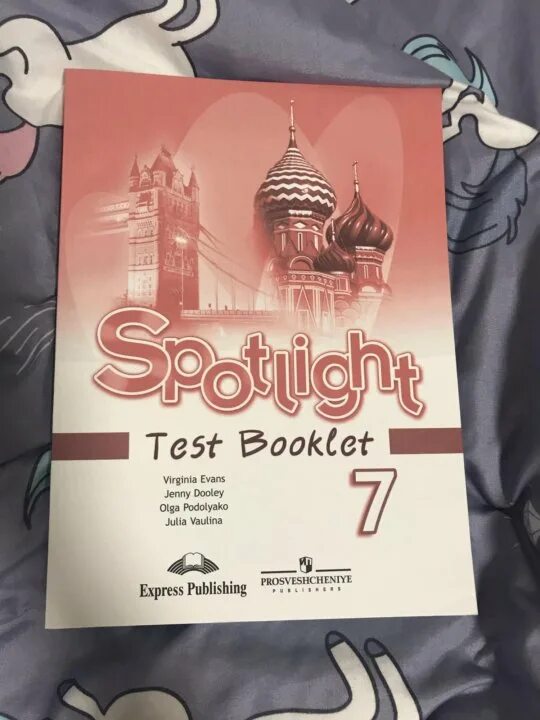 Spotlight
Test Booklet
7
Virginia Evans
Jenny Dooley
Olga Podolyako
Julia Vaulina
Express Publishing
PROSVESHCHENIYE
PUBLISHERS